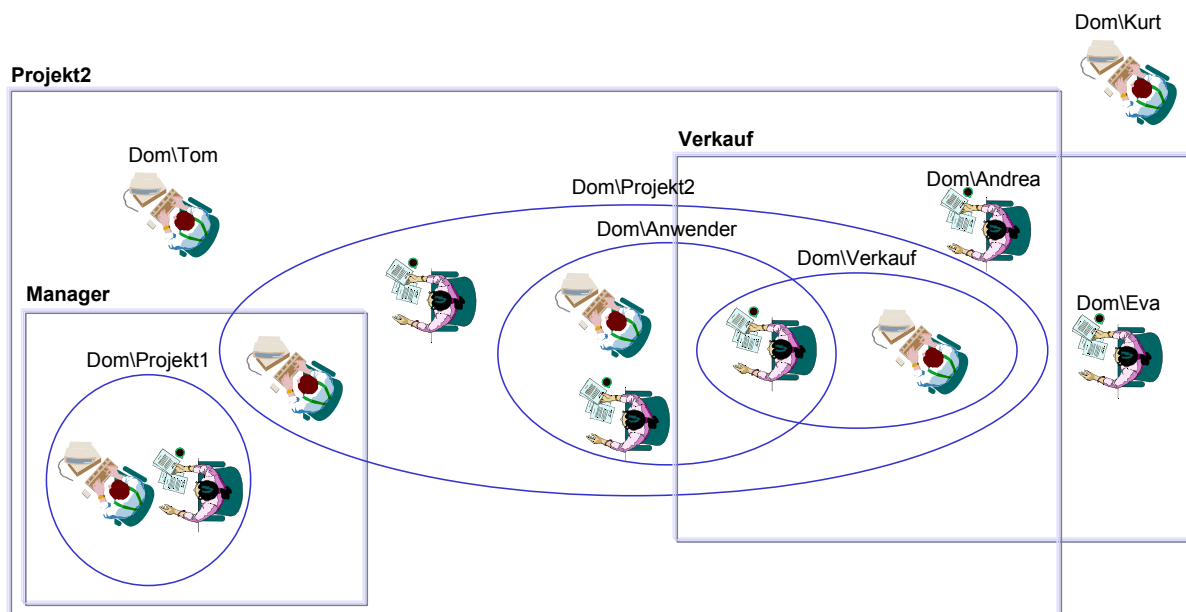 Dom\Kurt
Projekt2
Verkauf
Dom\Tom
Dom\Projekt2
Dom\Andrea
Dom\Anwender
Dom\Verkauf
Manager
Dom\Eva
Dom\Projekt1